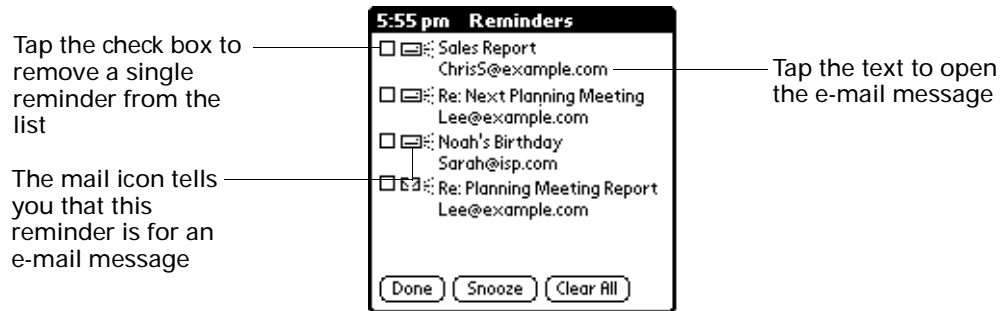 Tap the check box to
remove a single
reminder from the
list
The mail icon tells
you that this
reminder is for an
e-mail message
5:55 pm Reminders
Sales Report
ChrisS@example.com
Re: Next Planning Meeting
Lee@example.com
Noah's Birthday
Sarah@isp.com
Re: Planning Meeting Report
Lee@example.com
Done Snooze Clear All
Tap the text to open
the e-mail message